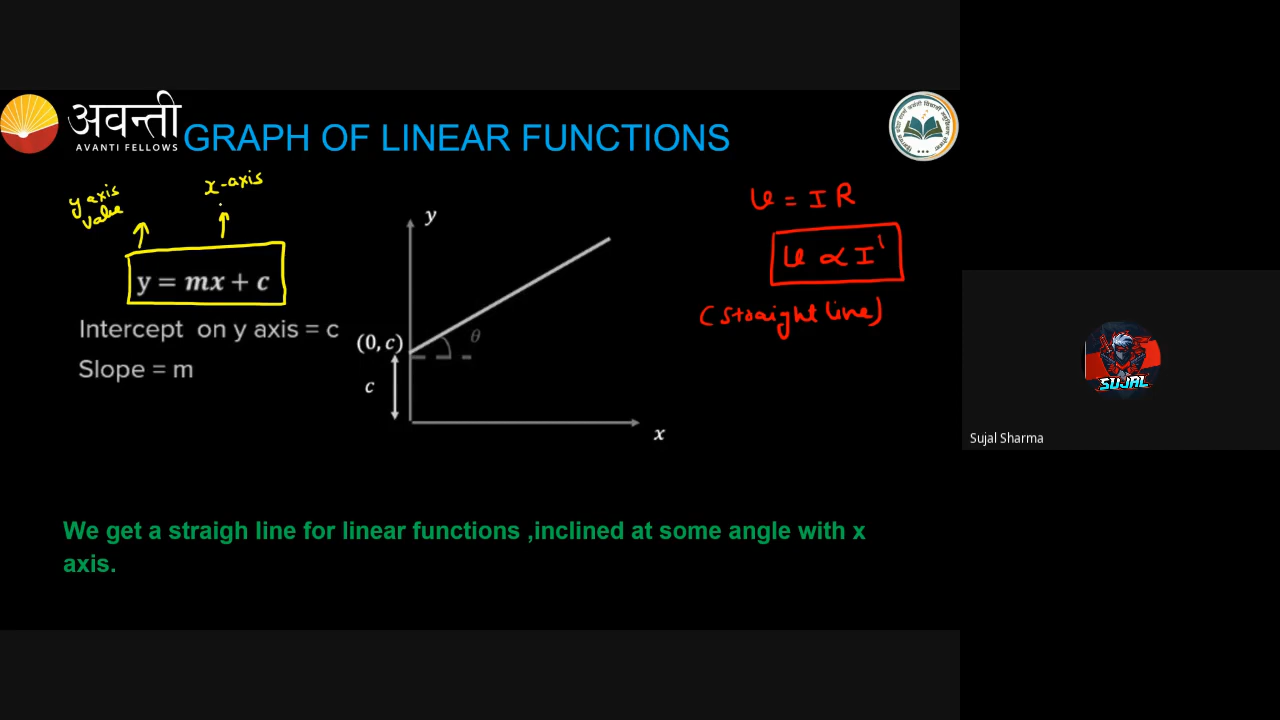 अवन्ती
AVANTI FELLOWS
GRAPH OF LINEAR FUNCTIONS
y axis
value
x-axis
y = mx + c
Intercept on y axis = c
Slope = m
y
(0, c)
θ
c
x
V = I R
V ∝ I¹
(straight line)
We get a straigh line for linear functions ,inclined at some angle with x
axis.
SUJAL
Sujal Sharma